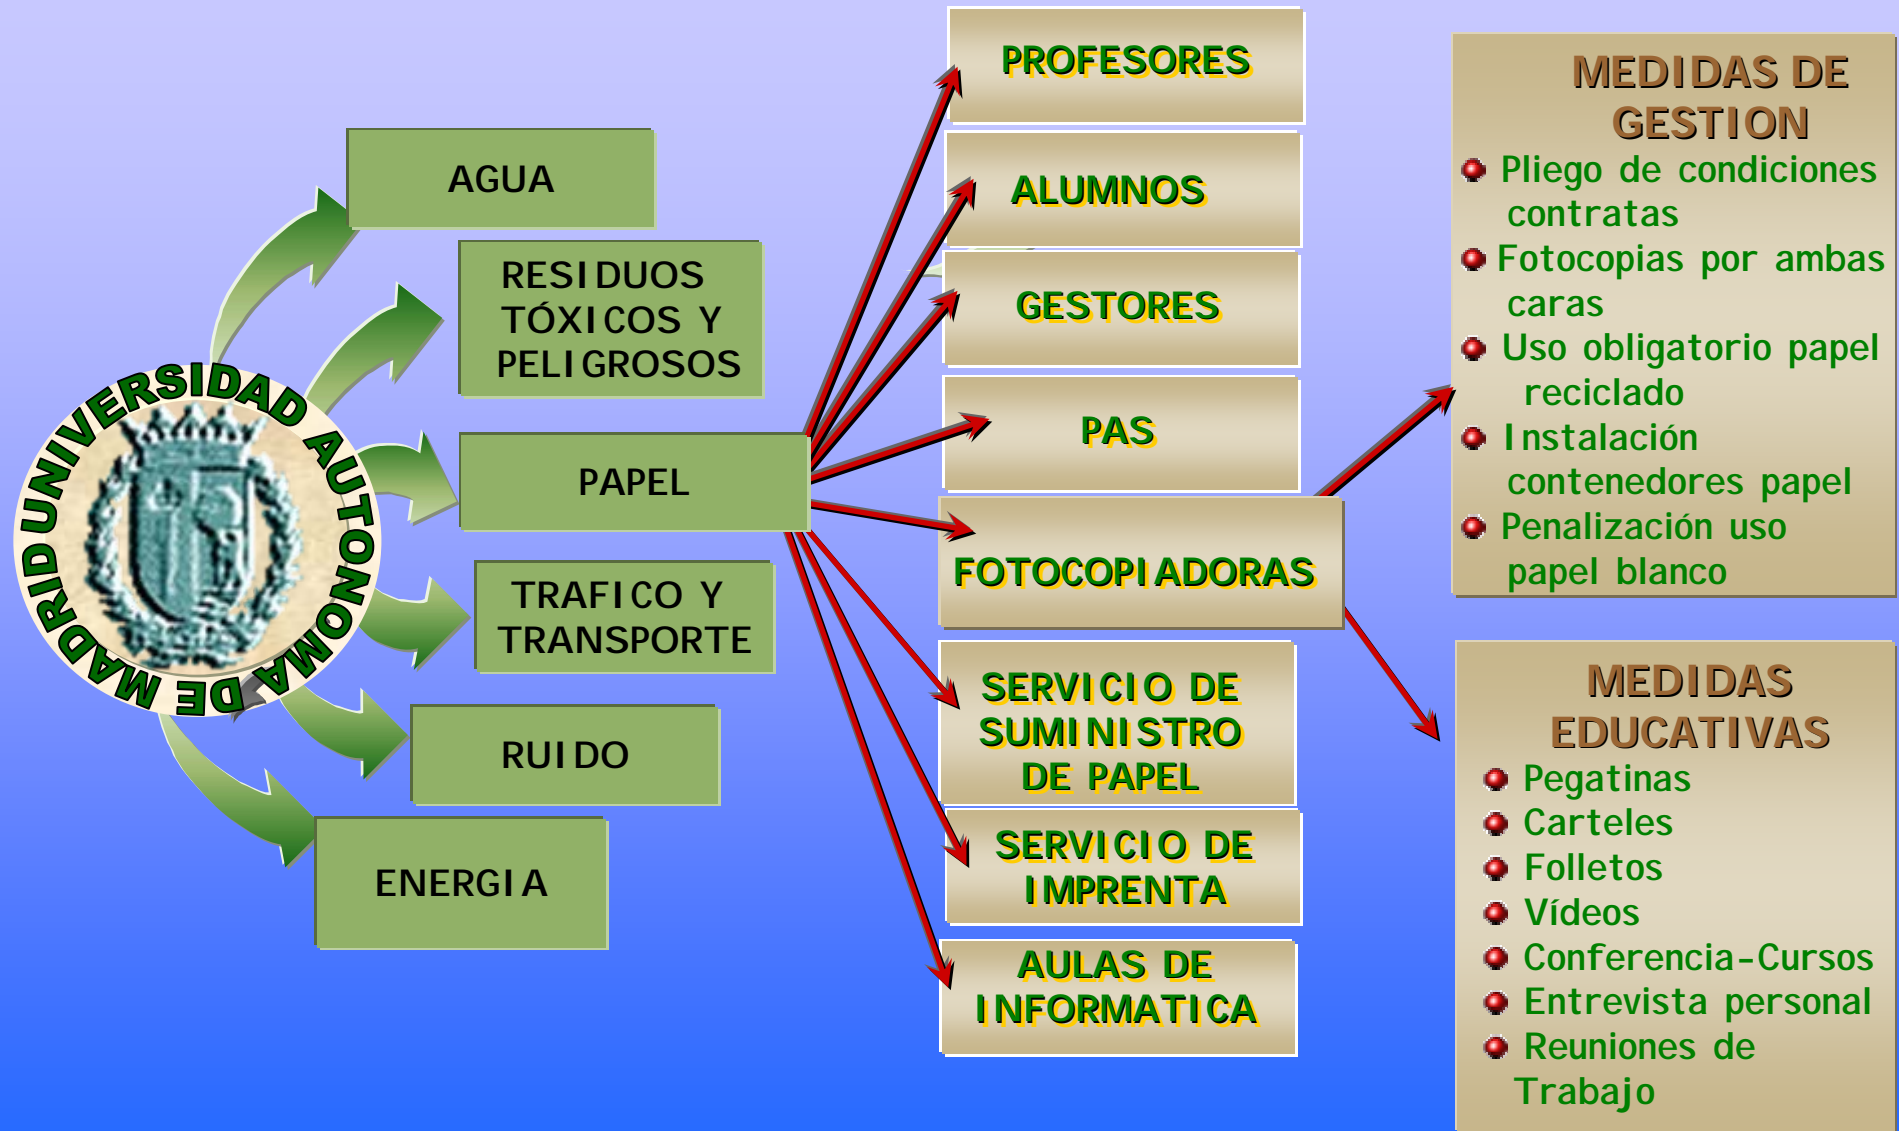 UNIVERSIDAD AUTONOMA DE MADRID
AGUA
RESIDUOS
TÓXICOS Y
PELIGROSOS
PAPEL
TRAFICO Y
TRANSPORTE
RUIDO
ENERGIA
PROFESORES
ALUMNOS
GESTORES
PAS
FOTOCOPIADORAS
SERVICIO DE
SUMINISTRO
DE PAPEL
SERVICIO DE
IMPRENTA
AULAS DE
INFORMATICA
MEDIDAS DE
GESTION
Pliego de condiciones
contratas
Fotocopias por ambas
caras
Uso obligatorio papel
reciclado
Instalación
contenedores papel
Penalización uso
papel blanco
MEDIDAS
EDUCATIVAS
Pegatinas
Carteles
Folletos
Vídeos
Conferencia-Cursos
Entrevista personal
Reuniones de
Trabajo